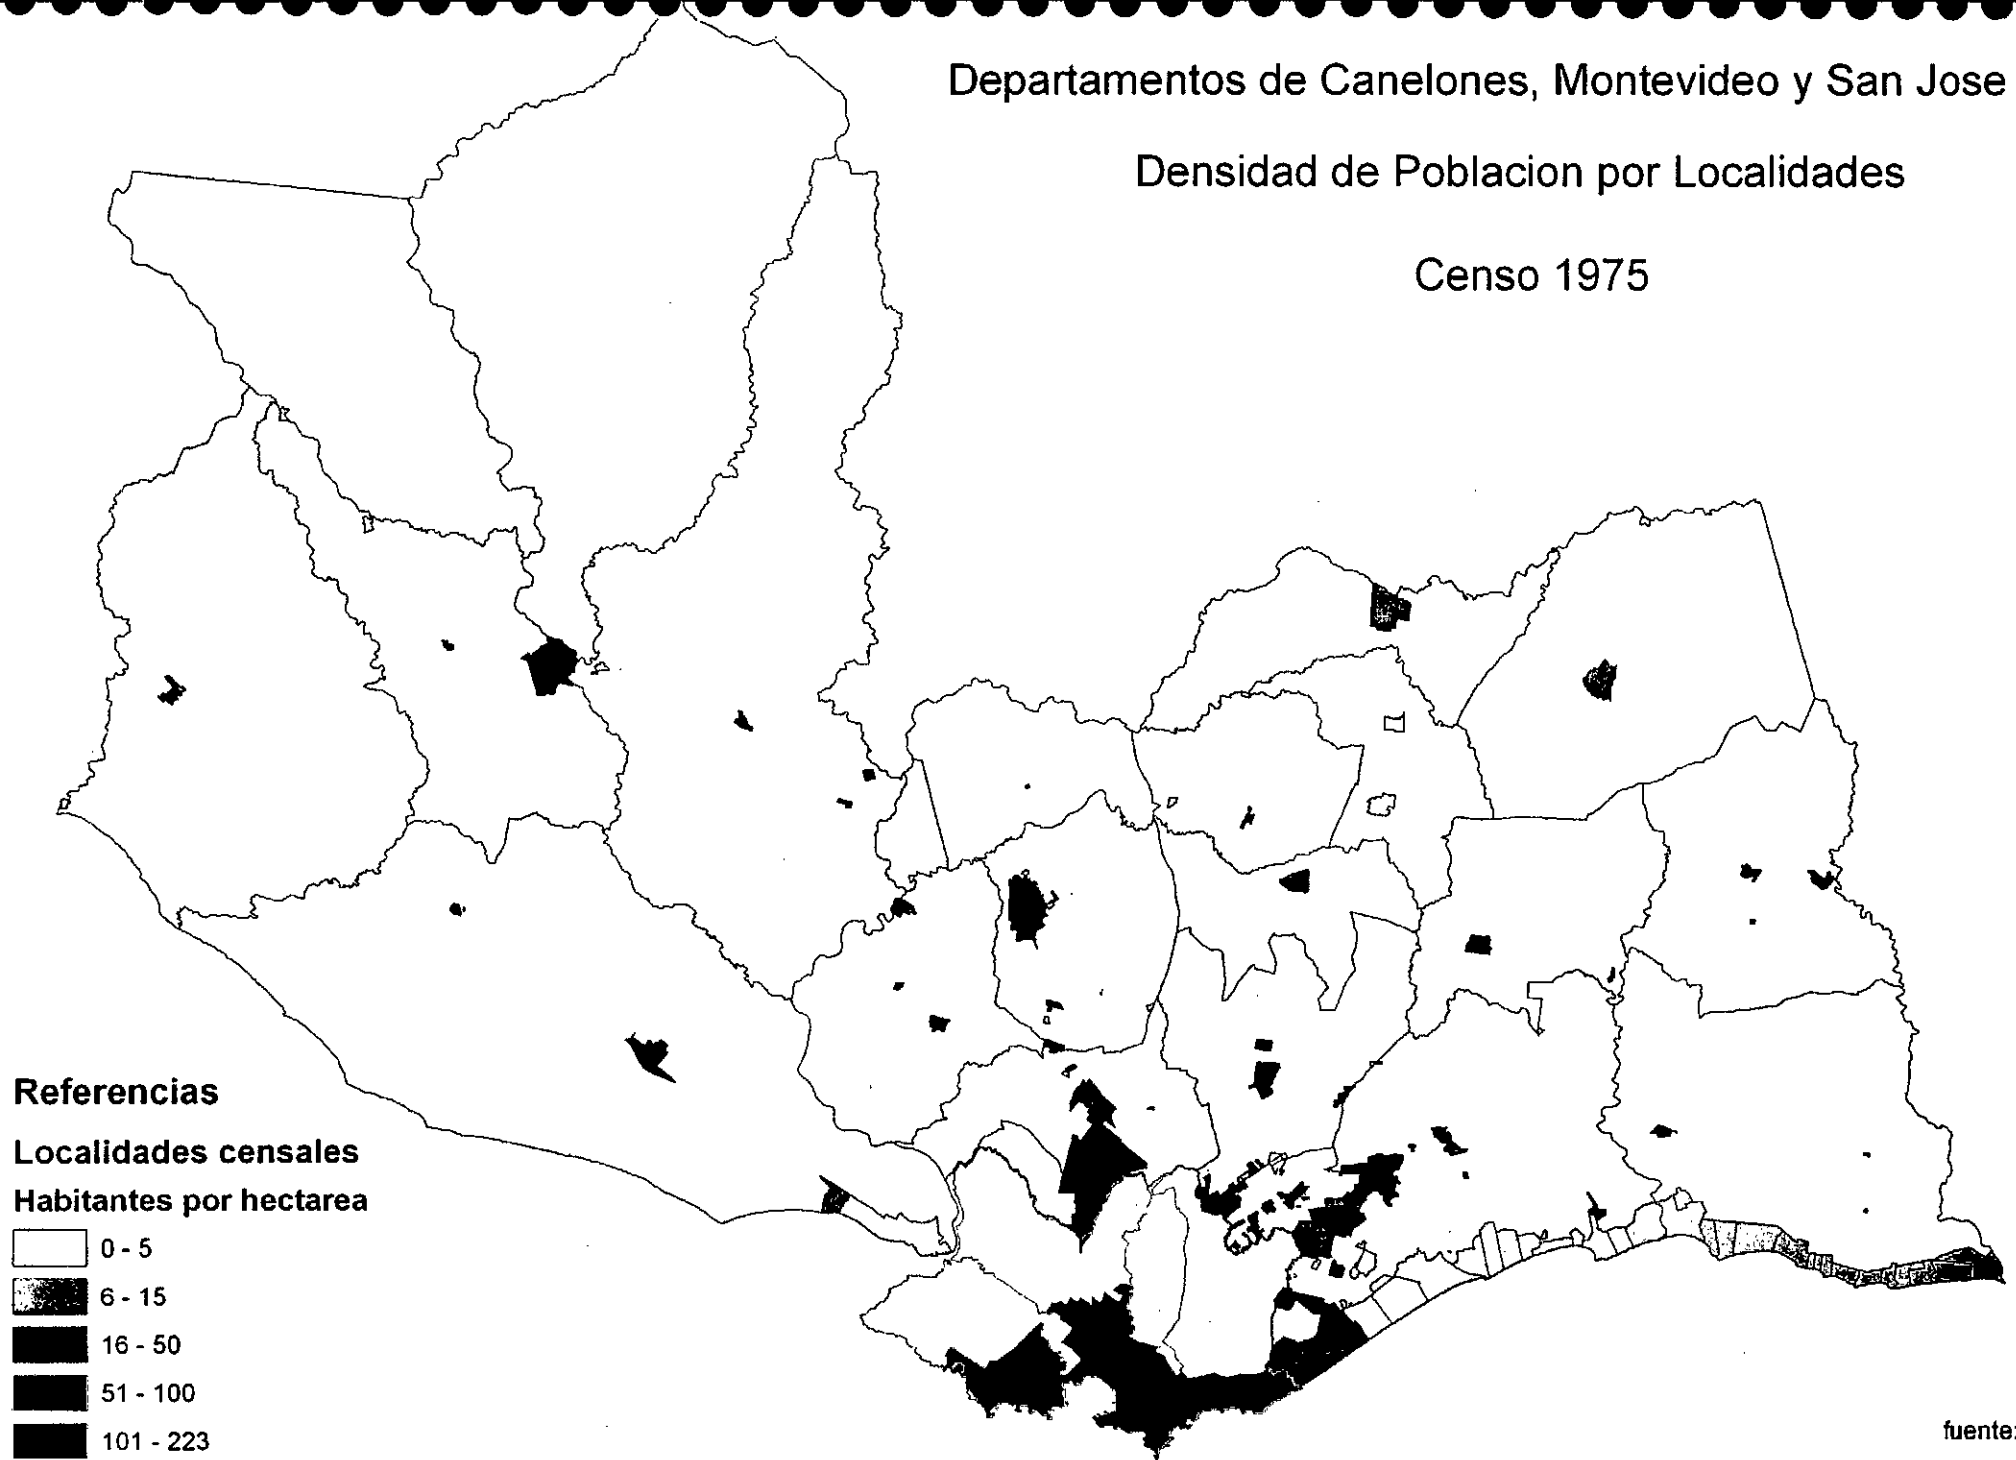 Departamentos de Canelones, Montevideo y San Jose
Densidad de Poblacion por Localidades
Censo 1975
Referencias
Localidades censales
Habitantes por hectarea
0 - 5
6 - 15
16 - 50
51 - 100
101 - 223
fuente: